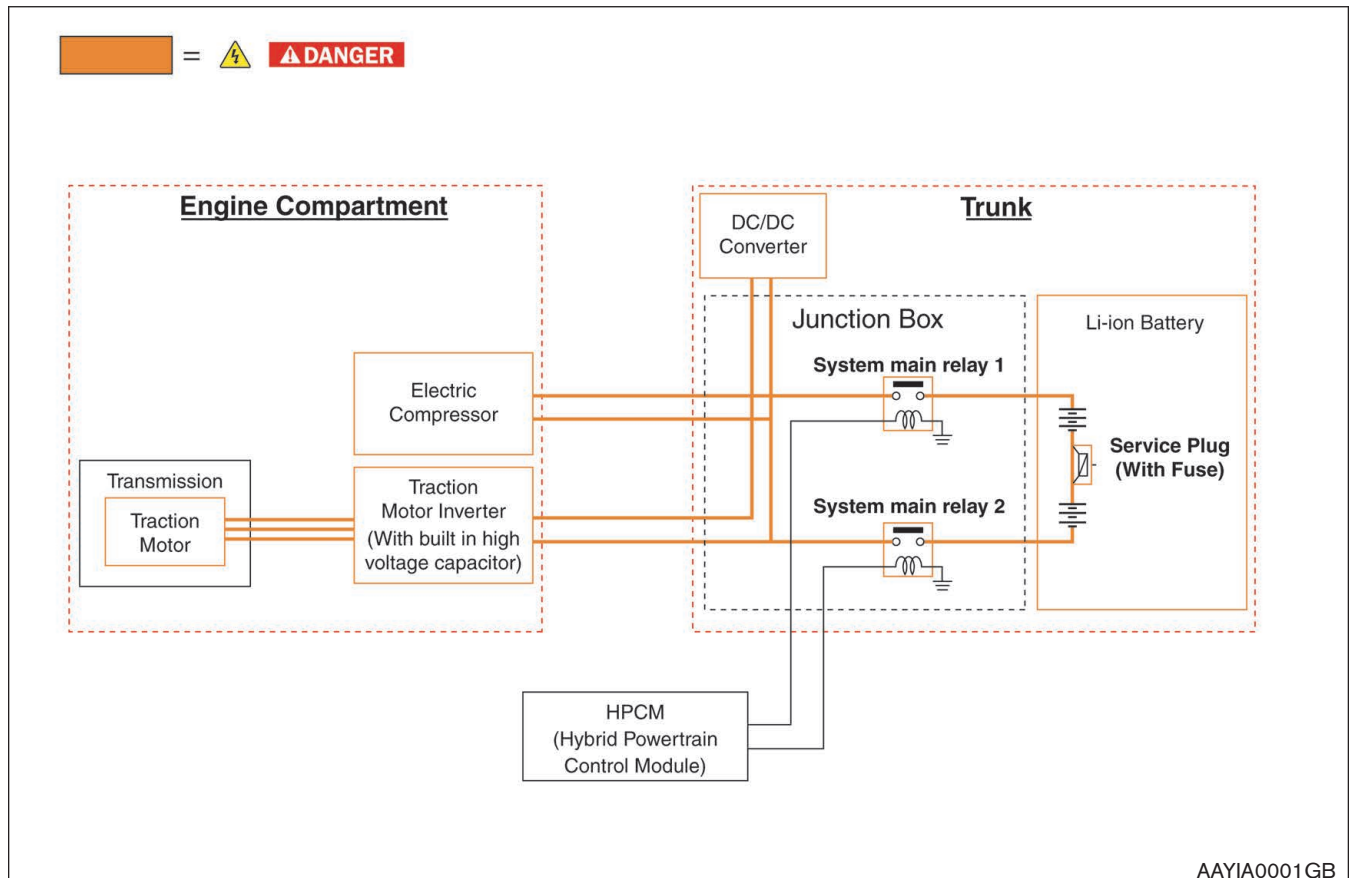 = DANGER
Engine Compartment
Trunk
DC/DC
Converter
Junction Box
Li-ion Battery
System main relay 1
Electric
Compressor
Service Plug
(With Fuse)
Transmission
Traction
Motor
Traction
Motor Inverter
(With built in high
voltage capacitor)
System main relay 2
HPCM
(Hybrid Powertrain
Control Module)
AAYIA0001GB